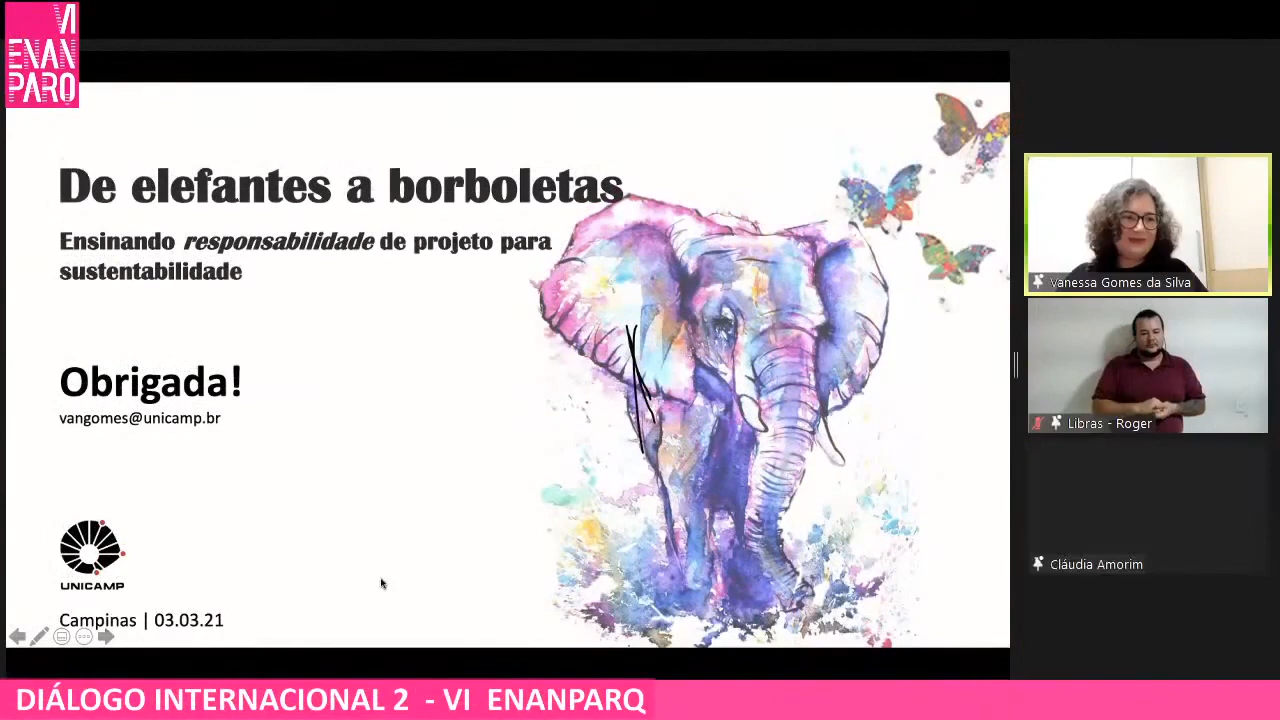 VI
ENAN
PARQ
De elefantes a borboletas
Ensinando responsabilidade de projeto para
sustentabilidade
Obrigada!
vangomes@unicamp.br
UNICAMP
Campinas | 03.03.21
Vanessa Gomes da Silva
Libras - Roger
Cláudia Amorim
DIÁLOGO INTERNACIONAL 2 - VI ENANPARQ